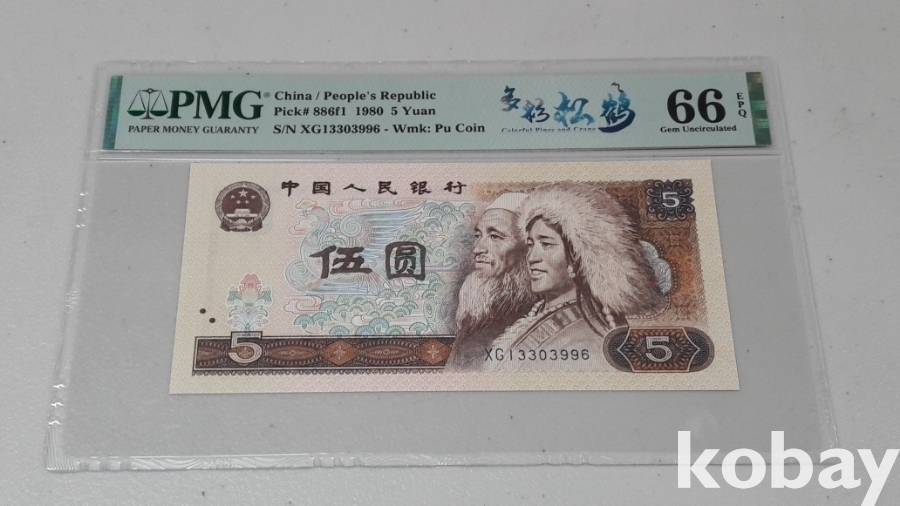 PMG
PAPER MONEY GUARANTY
China / People's Republic
Pick# 886f1 1980 5 Yuan
S/N XG13303996 - Wmk: Pu Coin
多彩松鹤
Colorful Pines and Crane
66 EPQ
Gem Uncirculated
中国人民银行
5
伍圆
5
XG13303996
5
kobay